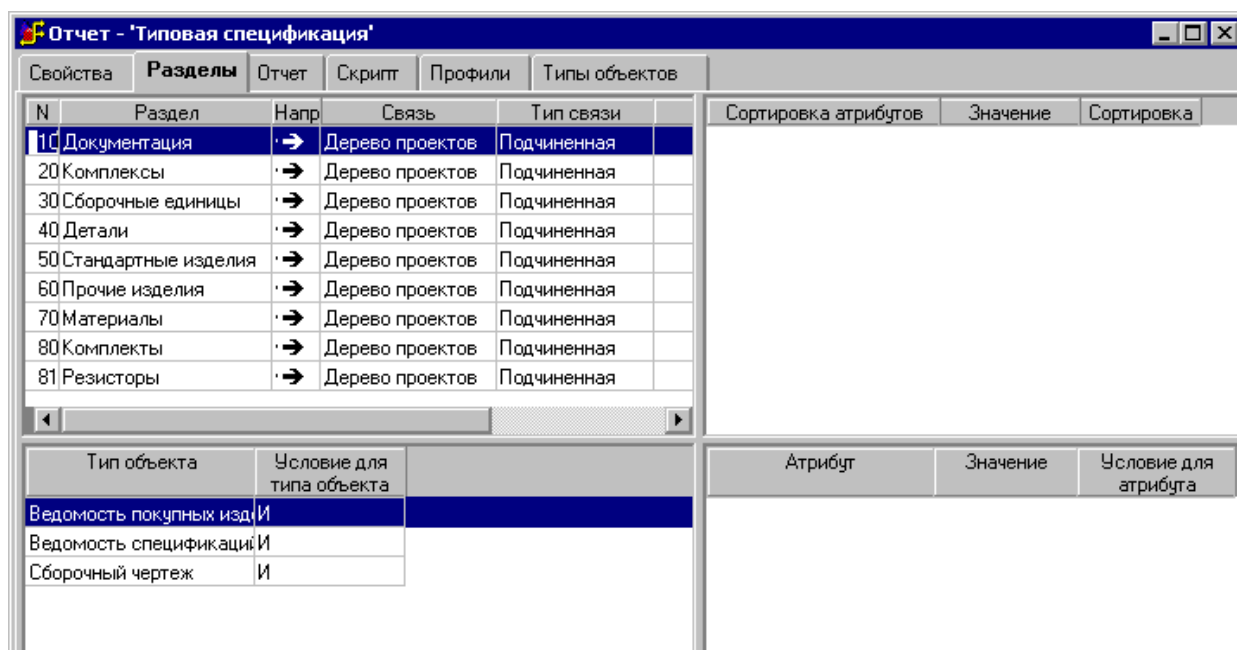 Отчет - 'Типовая спецификация'
Свойства Разделы Отчет Скрипт Профили Типы объектов
N Раздел Напр Связь Тип связи
10 Документация Дерево проектов Подчиненная
20 Комплексы Дерево проектов Подчиненная
30 Сборочные единицы Дерево проектов Подчиненная
40 Детали Дерево проектов Подчиненная
50 Стандартные изделия Дерево проектов Подчиненная
60 Прочие изделия Дерево проектов Подчиненная
70 Материалы Дерево проектов Подчиненная
80 Комплекты Дерево проектов Подчиненная
81 Резисторы Дерево проектов Подчиненная
Сортировка атрибутов Значение Сортировка
Тип объекта Условие для
типа объекта
Ведомость покупных изд И
Ведомость спецификаций И
Сборочный чертеж И
Атрибут Значение Условие для
атрибута